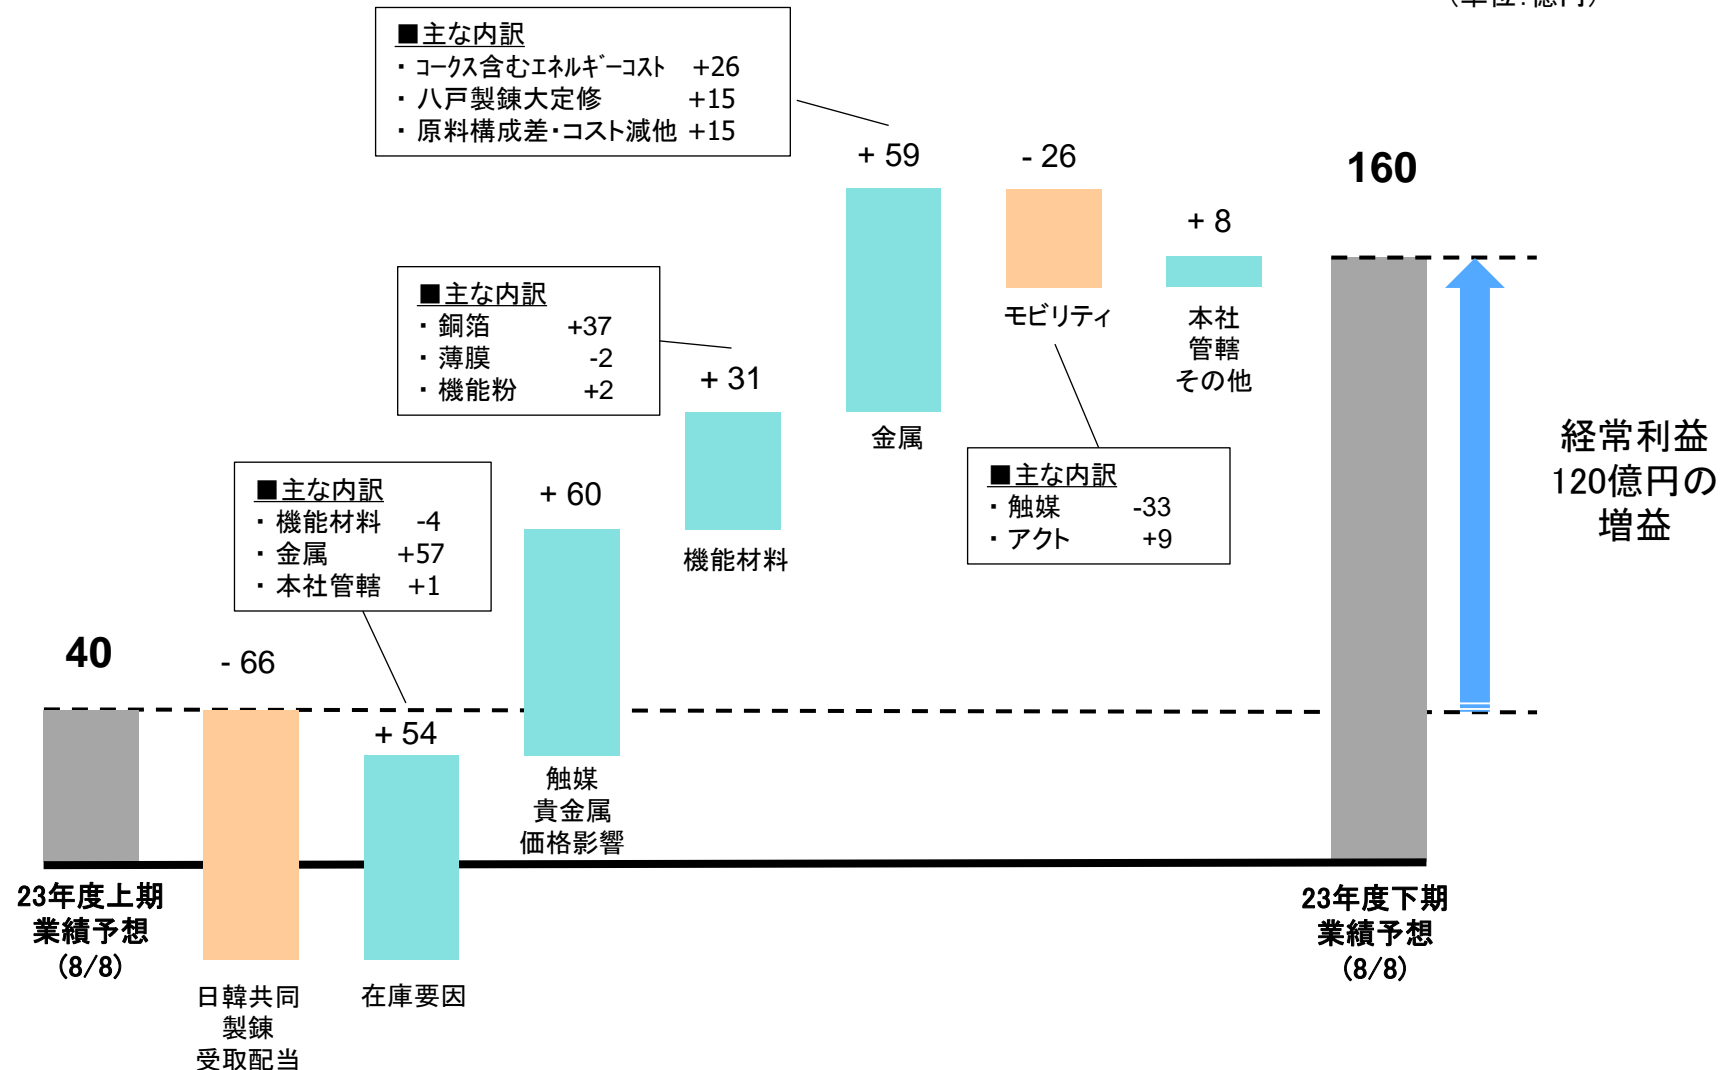 （単位：億円）
■主な内訳
・ コークス含むエネルギーコスト +26
・ 八戸製錬大定修 +15
・ 原料構成差・コスト減他 +15
+ 59
- 26
160
+ 8
■主な内訳
・ 銅箔 +37
・ 薄膜 -2
・ 機能粉 +2
+ 31
金属
モビリティ
本社
管轄
その他
経常利益
120億円の
増益
■主な内訳
・ 機能材料 -4
・ 金属 +57
・ 本社管轄 +1
+ 60
機能材料
■主な内訳
・ 触媒 -33
・ アクト +9
40
- 66
+ 54
触媒
貴金属
価格影響
23年度上期
業績予想
(8/8)
日韓共同
製錬
受取配当
在庫要因
23年度下期
業績予想
(8/8)